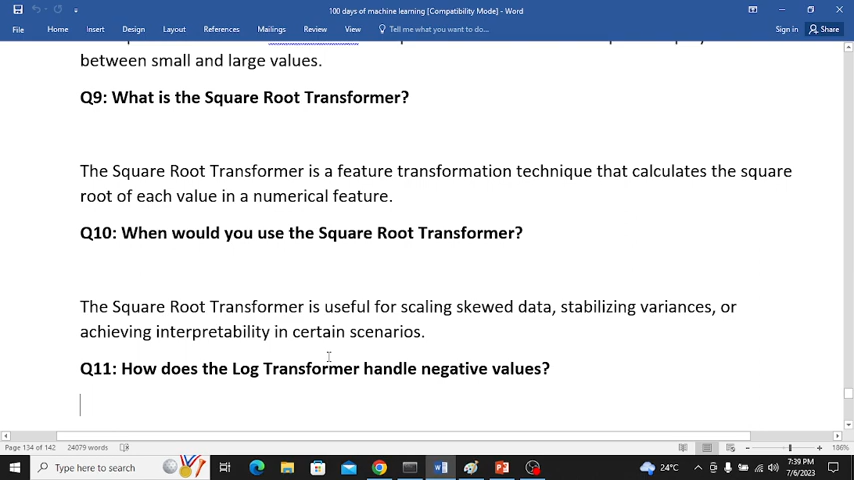 100 days of machine learning [Compatibility Mode] - Word
File Home Insert Design Layout References Mailings Review View Tell me what you want to do... Sign in Share
between small and large values.
Q9: What is the Square Root Transformer?
The Square Root Transformer is a feature transformation technique that calculates the square
root of each value in a numerical feature.
Q10: When would you use the Square Root Transformer?
The Square Root Transformer is useful for scaling skewed data, stabilizing variances, or
achieving interpretability in certain scenarios.
Q11: How does the Log Transformer handle negative values?
Page 134 of 142 24079 words 186%
Type here to search 24°C 7:39 PM
7/6/2023